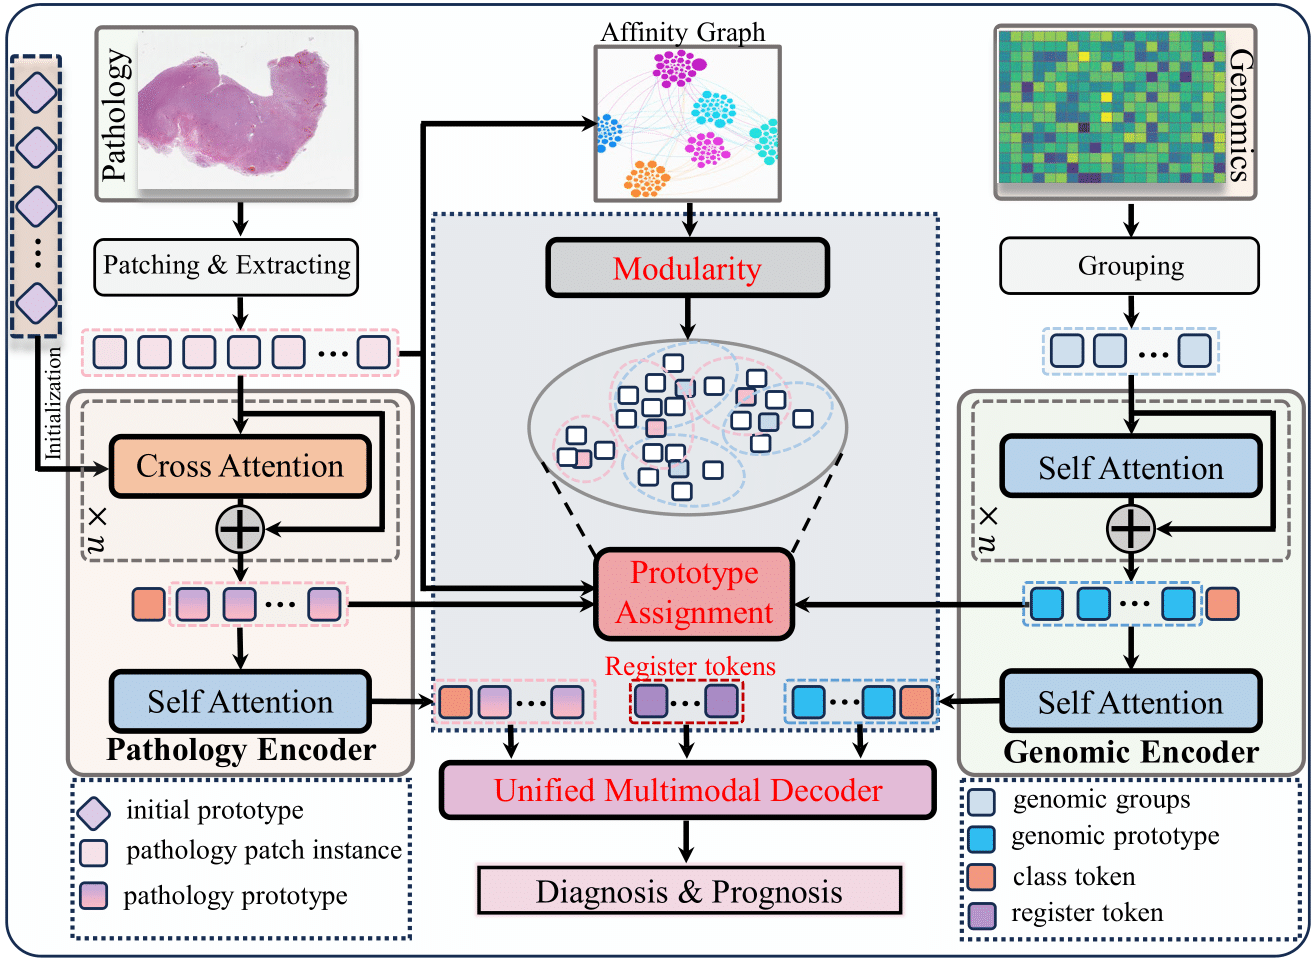 Pathology
Affinity Graph
Genomics
Patching & Extracting
Modularity
Grouping
Initialization
Cross Attention
n ×
Self Attention
n ×
Prototype
Assignment
Register tokens
Self Attention
Pathology Encoder
Self Attention
Genomic Encoder
Unified Multimodal Decoder
Diagnosis & Prognosis
initial prototype
pathology patch instance
pathology prototype
genomic groups
genomic prototype
class token
register token